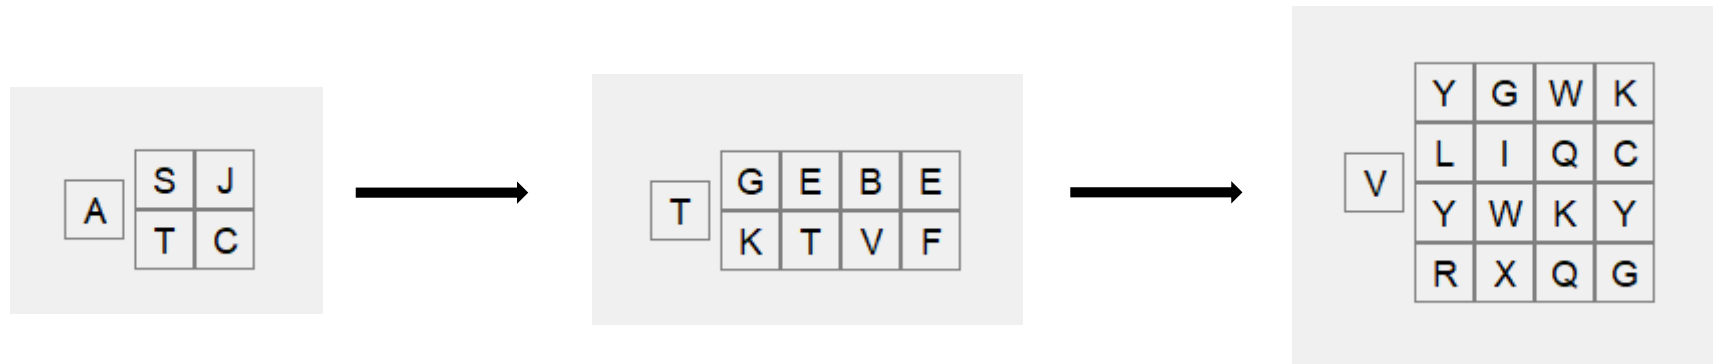 A
S J
T C
T
G E B E
K T V F
V
Y G W K
L I Q C
Y W K Y
R X Q G